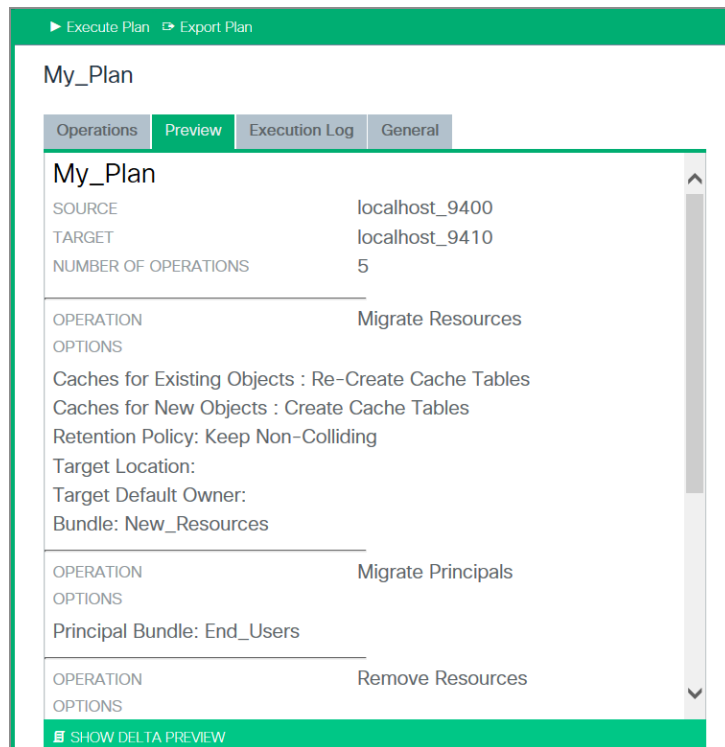 Execute Plan Export Plan
My_Plan
Operations Preview Execution Log General
My_Plan
SOURCE localhost_9400
TARGET localhost_9410
NUMBER OF OPERATIONS 5
OPERATION Migrate Resources
OPTIONS
Caches for Existing Objects : Re-Create Cache Tables
Caches for New Objects : Create Cache Tables
Retention Policy: Keep Non-Colliding
Target Location:
Target Default Owner:
Bundle: New_Resources
OPERATION Migrate Principals
OPTIONS
Principal Bundle: End_Users
OPERATION Remove Resources
OPTIONS
SHOW DELTA PREVIEW